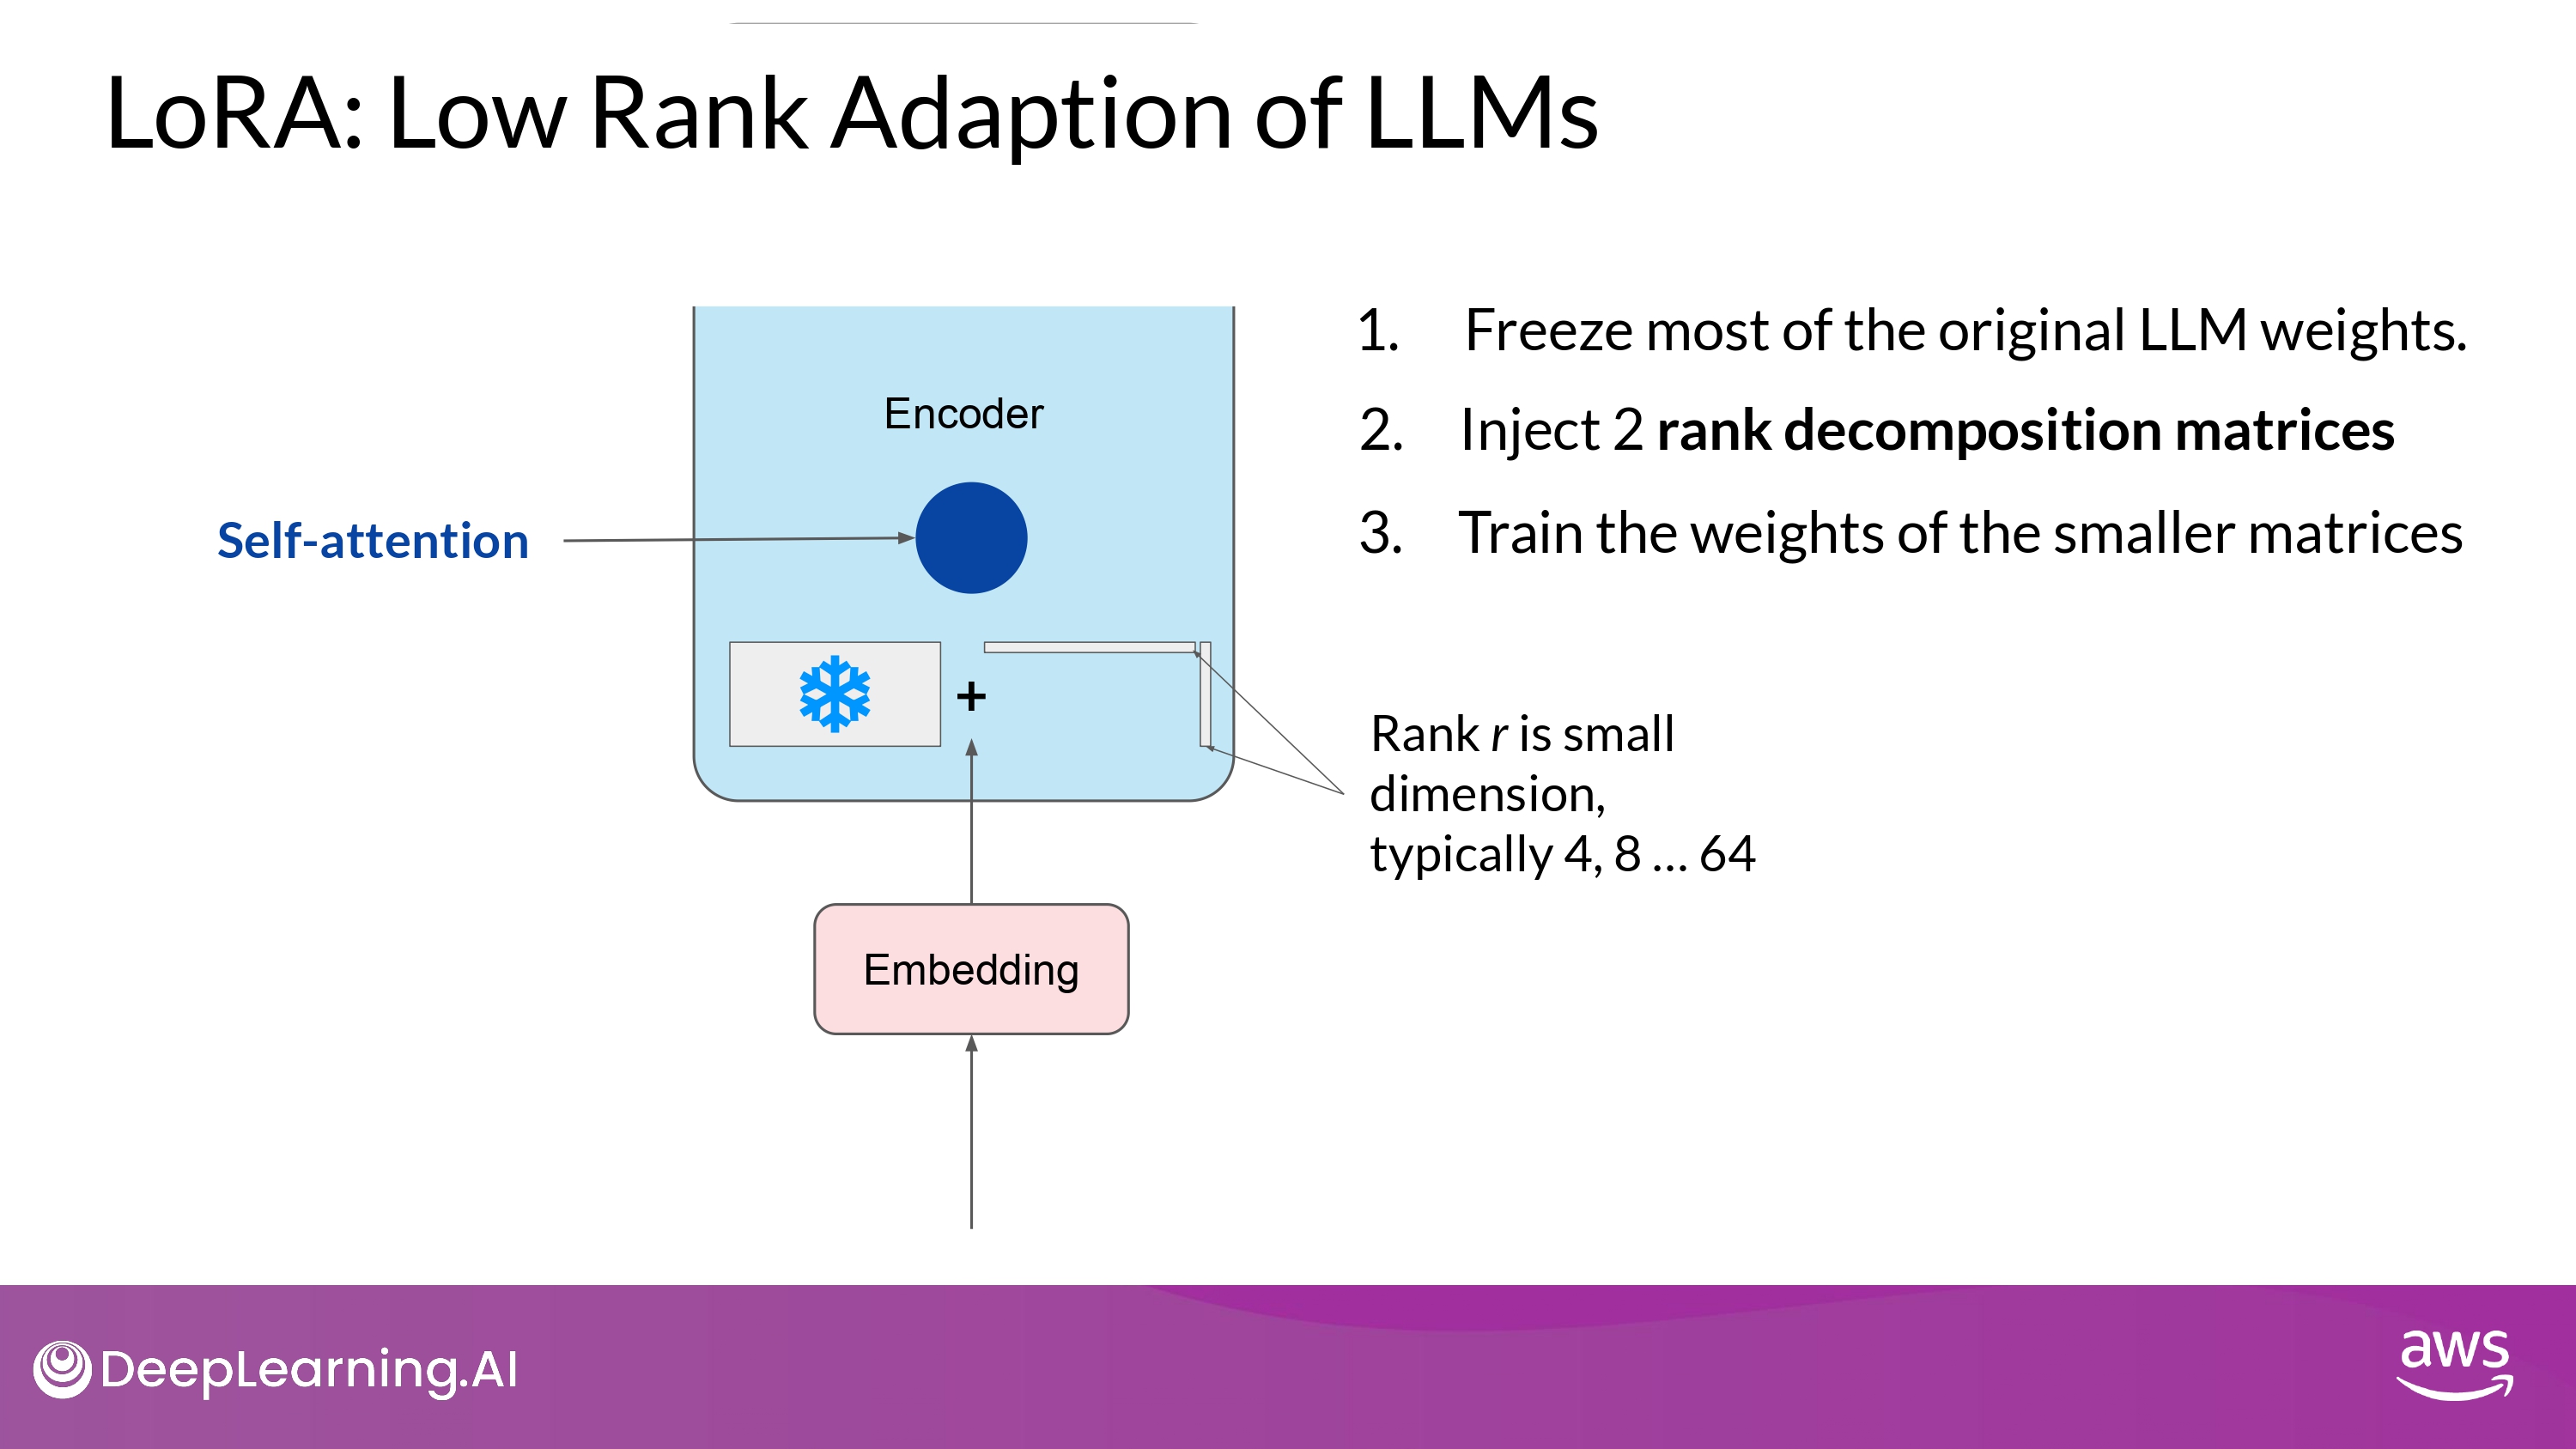 LoRA: Low Rank Adaption of LLMs
Encoder
Self-attention
+
Embedding
1. Freeze most of the original LLM weights.
2. Inject 2 rank decomposition matrices
3. Train the weights of the smaller matrices
Rank r is small
dimension,
typically 4, 8 ... 64
DeepLearning.AI
aws